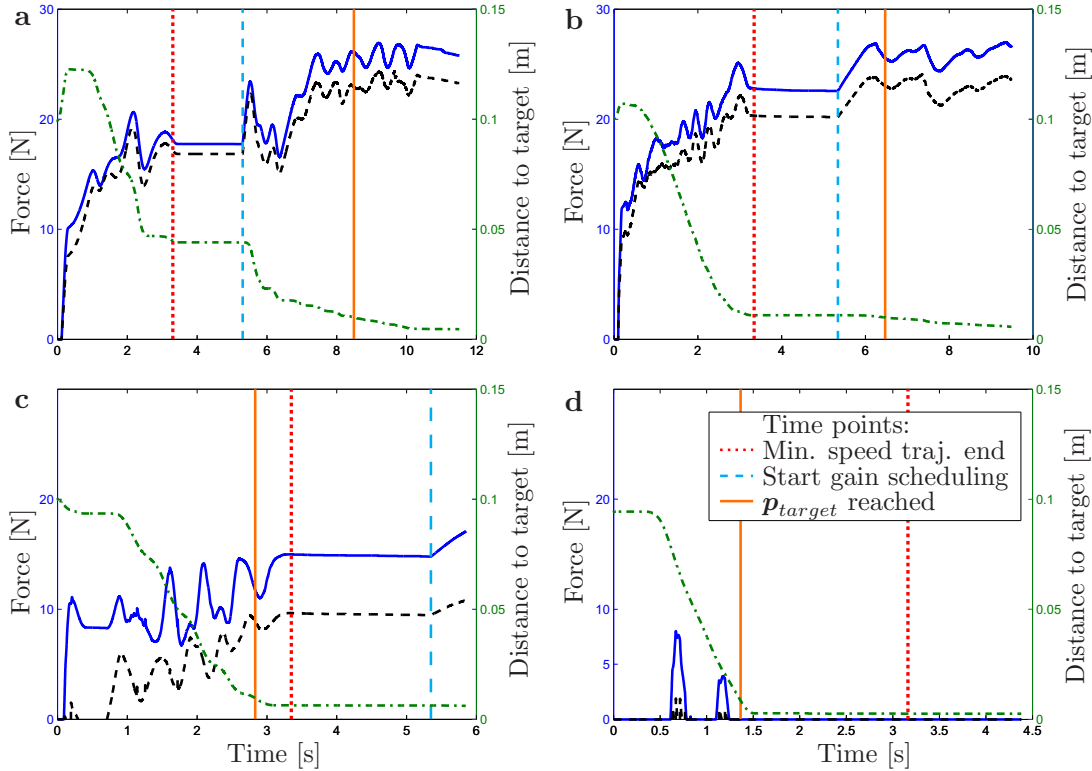 a
30
20
10
0
Force [N]
0 2 4 6 8 10 12
0.15
0.1
0.05
0
Distance to target [m]
b
30
20
10
0
Force [N]
0 2 4 6 8 10
0.15
0.1
0.05
0
Distance to target [m]
c
20
10
0
Force [N]
0 1 2 3 4 5 6
Time [s]
0.15
0.1
0.05
0
Distance to target [m]
d
Time points:
Min. speed traj. end
Start gain scheduling
p_target reached
20
10
5
0
Force [N]
0 0.5 1 1.5 2 2.5 3 3.5 4 4.5
Time [s]
0.15
0.1
0.05
0
Distance to target [m]